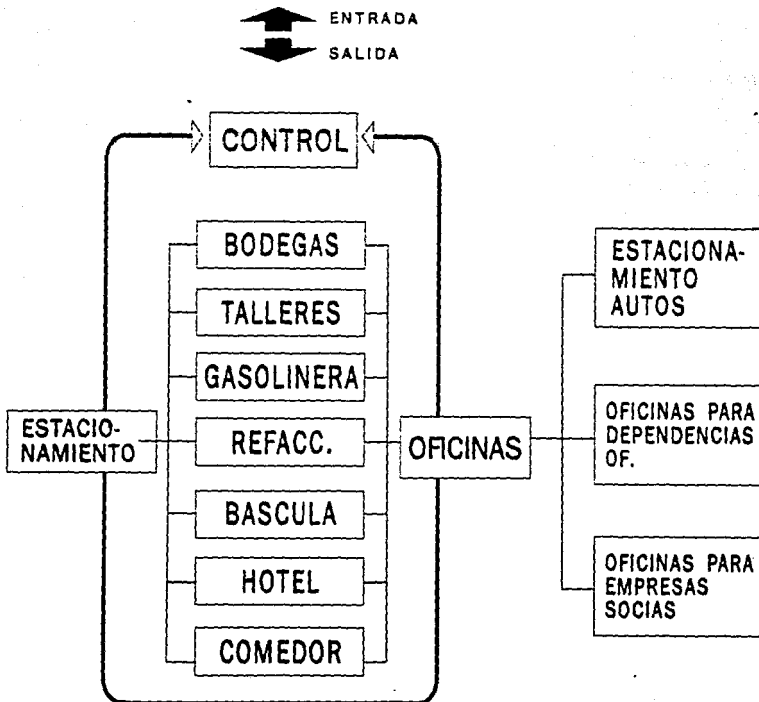 ENTRADA
SALIDA
CONTROL
BODEGAS
TALLERES
GASOLINERA
ESTACIO-
NAMIENTO
REFACC.
BASCULA
HOTEL
COMEDOR
OFICINAS
ESTACIONA-
MIENTO
AUTOS
OFICINAS PARA
DEPENDENCIAS
OF.
OFICINAS PARA
EMPRESAS
SOCIAS